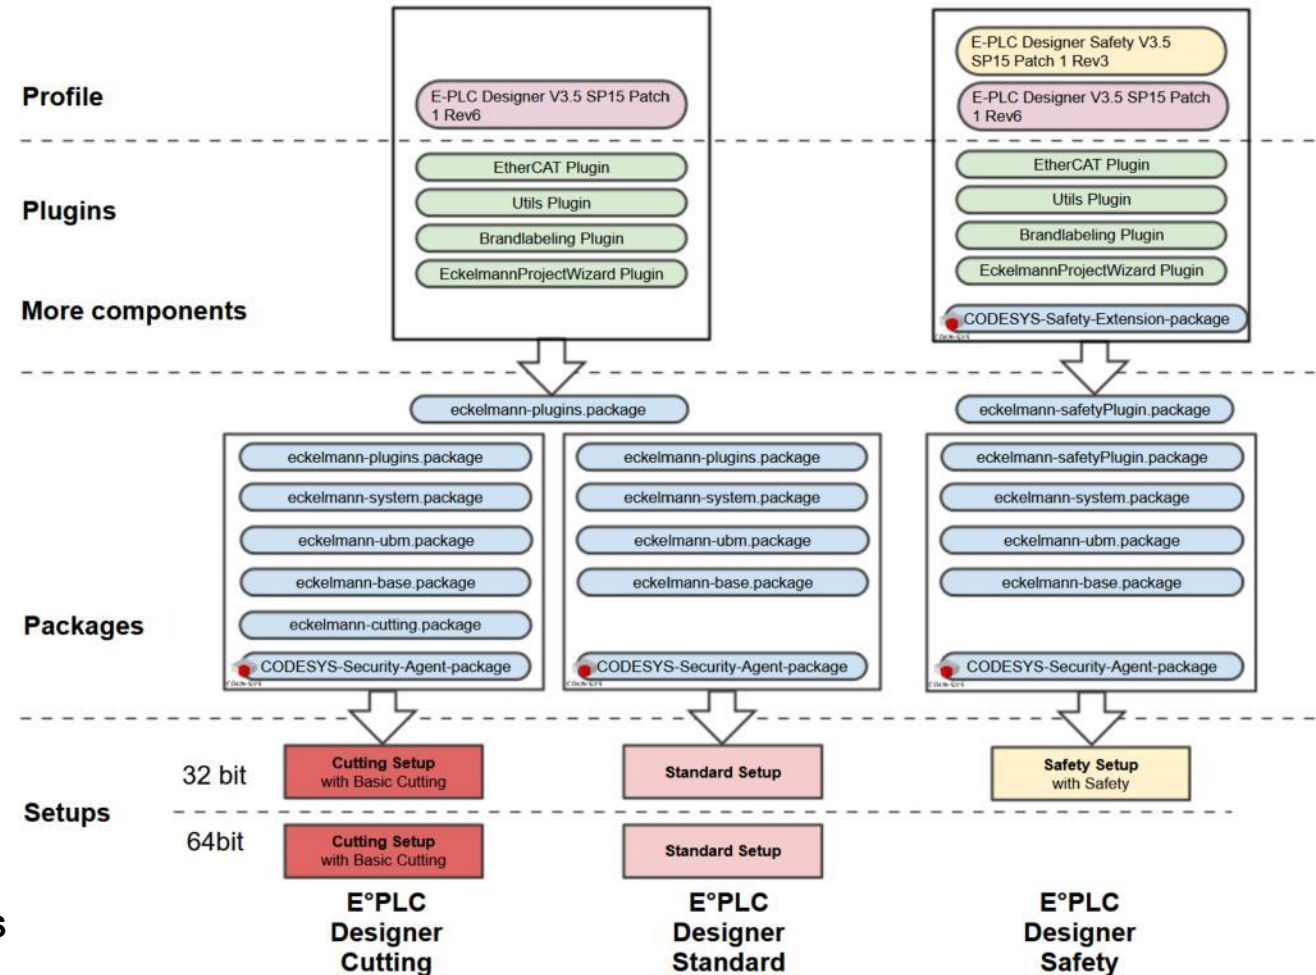 Profile
E-PLC Designer V3.5 SP15 Patch
1 Rev6
E-PLC Designer Safety V3.5
SP15 Patch 1 Rev3
E-PLC Designer V3.5 SP15 Patch
1 Rev6
Plugins
EtherCAT Plugin
Utils Plugin
Brandlabeling Plugin
EckelmannProjectWizard Plugin
EtherCAT Plugin
Utils Plugin
Brandlabeling Plugin
EckelmannProjectWizard Plugin
More components
CODESYS-Safety-Extension-package
eckelmann-plugins.package
eckelmann-safetyPlugin.package
Packages
eckelmann-plugins.package
eckelmann-system.package
eckelmann-ubm.package
eckelmann-base.package
eckelmann-cutting.package
CODESYS-Security-Agent-package
eckelmann-plugins.package
eckelmann-system.package
eckelmann-ubm.package
eckelmann-base.package
CODESYS-Security-Agent-package
eckelmann-safetyPlugin.package
eckelmann-system.package
eckelmann-ubm.package
eckelmann-base.package
CODESYS-Security-Agent-package
Setups
32 bit
Cutting Setup
with Basic Cutting
Standard Setup
Safety Setup
with Safety
64bit
Cutting Setup
with Basic Cutting
Standard Setup
s
E°PLC
Designer
Cutting
E°PLC
Designer
Standard
E°PLC
Designer
Safety